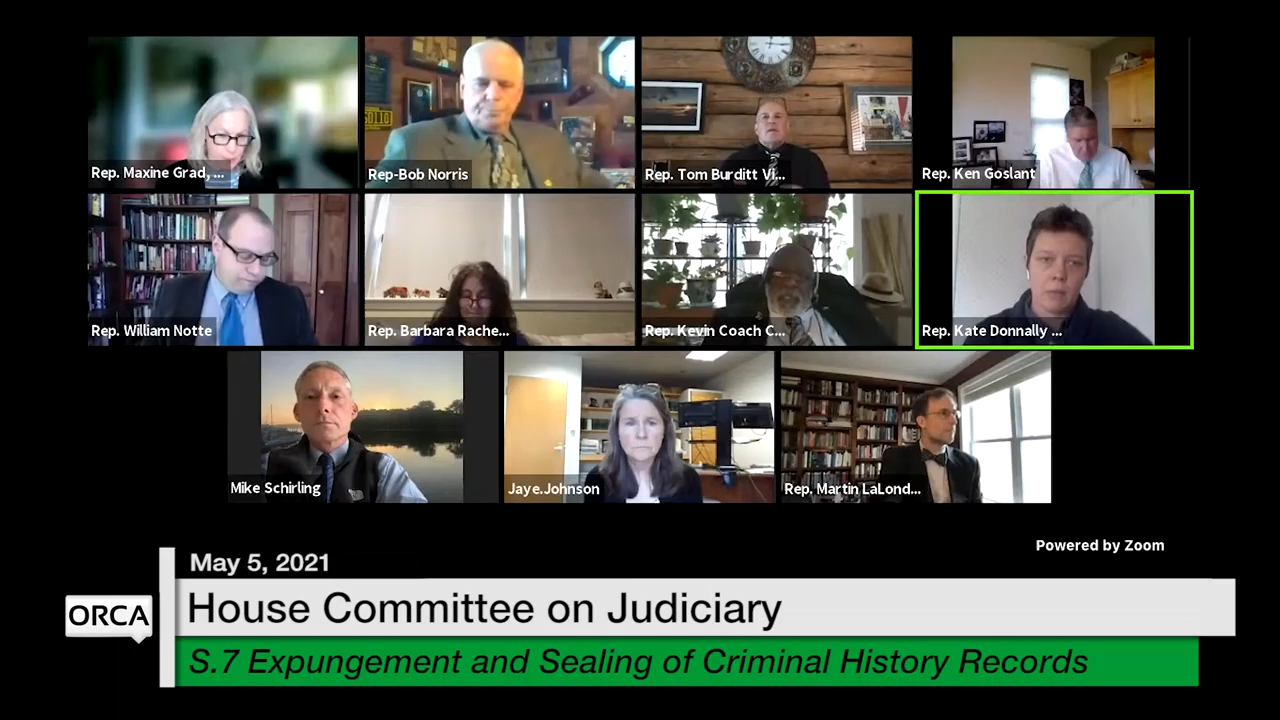 50110
Rep. Maxine Grad, ...
Rep-Bob Norris
Rep. Tom Burditt Vi...
Rep. Ken Goslant
Rep. William Notte
Rep. Barbara Rache...
Rep. Kevin Coach C...
Rep. Kate Donnally ...
Mike Schirling
Jaye.Johnson
Rep. Martin LaLond...
Powered by Zoom
May 5, 2021
ORCA
House Committee on Judiciary
S.7 Expungement and Sealing of Criminal History Records